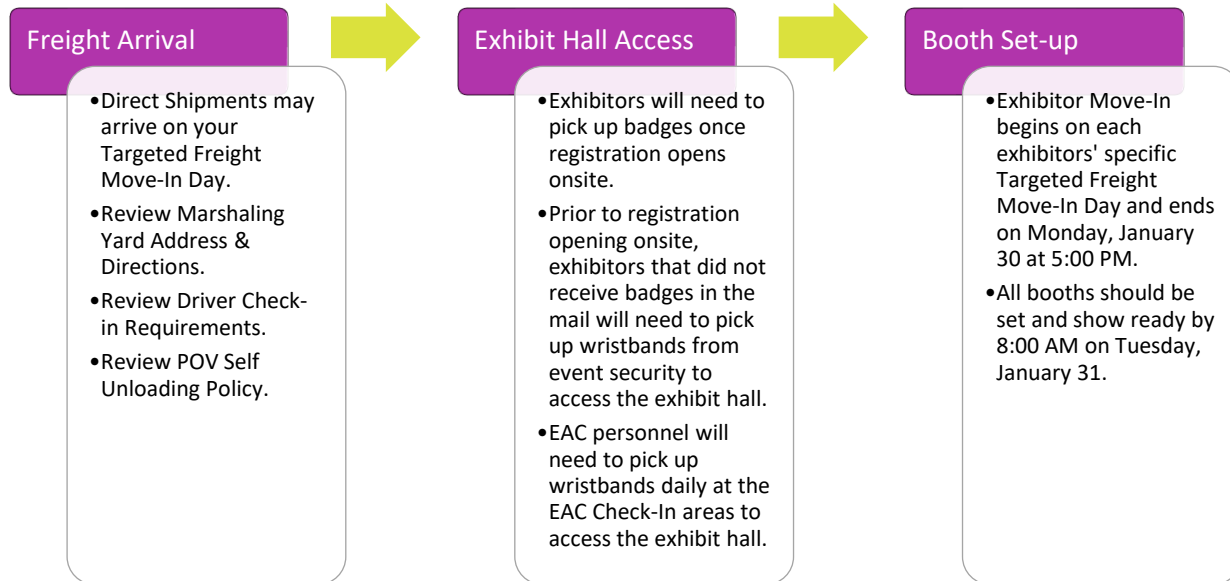 Freight Arrival
•Direct Shipments may
arrive on your
Targeted Freight
Move-In Day.
•Review Marshaling
Yard Address &
Directions.
•Review Driver Check-
in Requirements.
•Review POV Self
Unloading Policy.
Exhibit Hall Access
•Exhibitors will need to
pick up badges once
registration opens
onsite.
•Prior to registration
opening onsite,
exhibitors that did not
receive badges in the
mail will need to pick
up wristbands from
event security to
access the exhibit hall.
•EAC personnel will
need to pick up
wristbands daily at the
EAC Check-In areas to
access the exhibit hall.
Booth Set-up
•Exhibitor Move-In
begins on each
exhibitors' specific
Targeted Freight
Move-In Day and ends
on Monday, January
30 at 5:00 PM.
•All booths should be
set and show ready by
8:00 AM on Tuesday,
January 31.